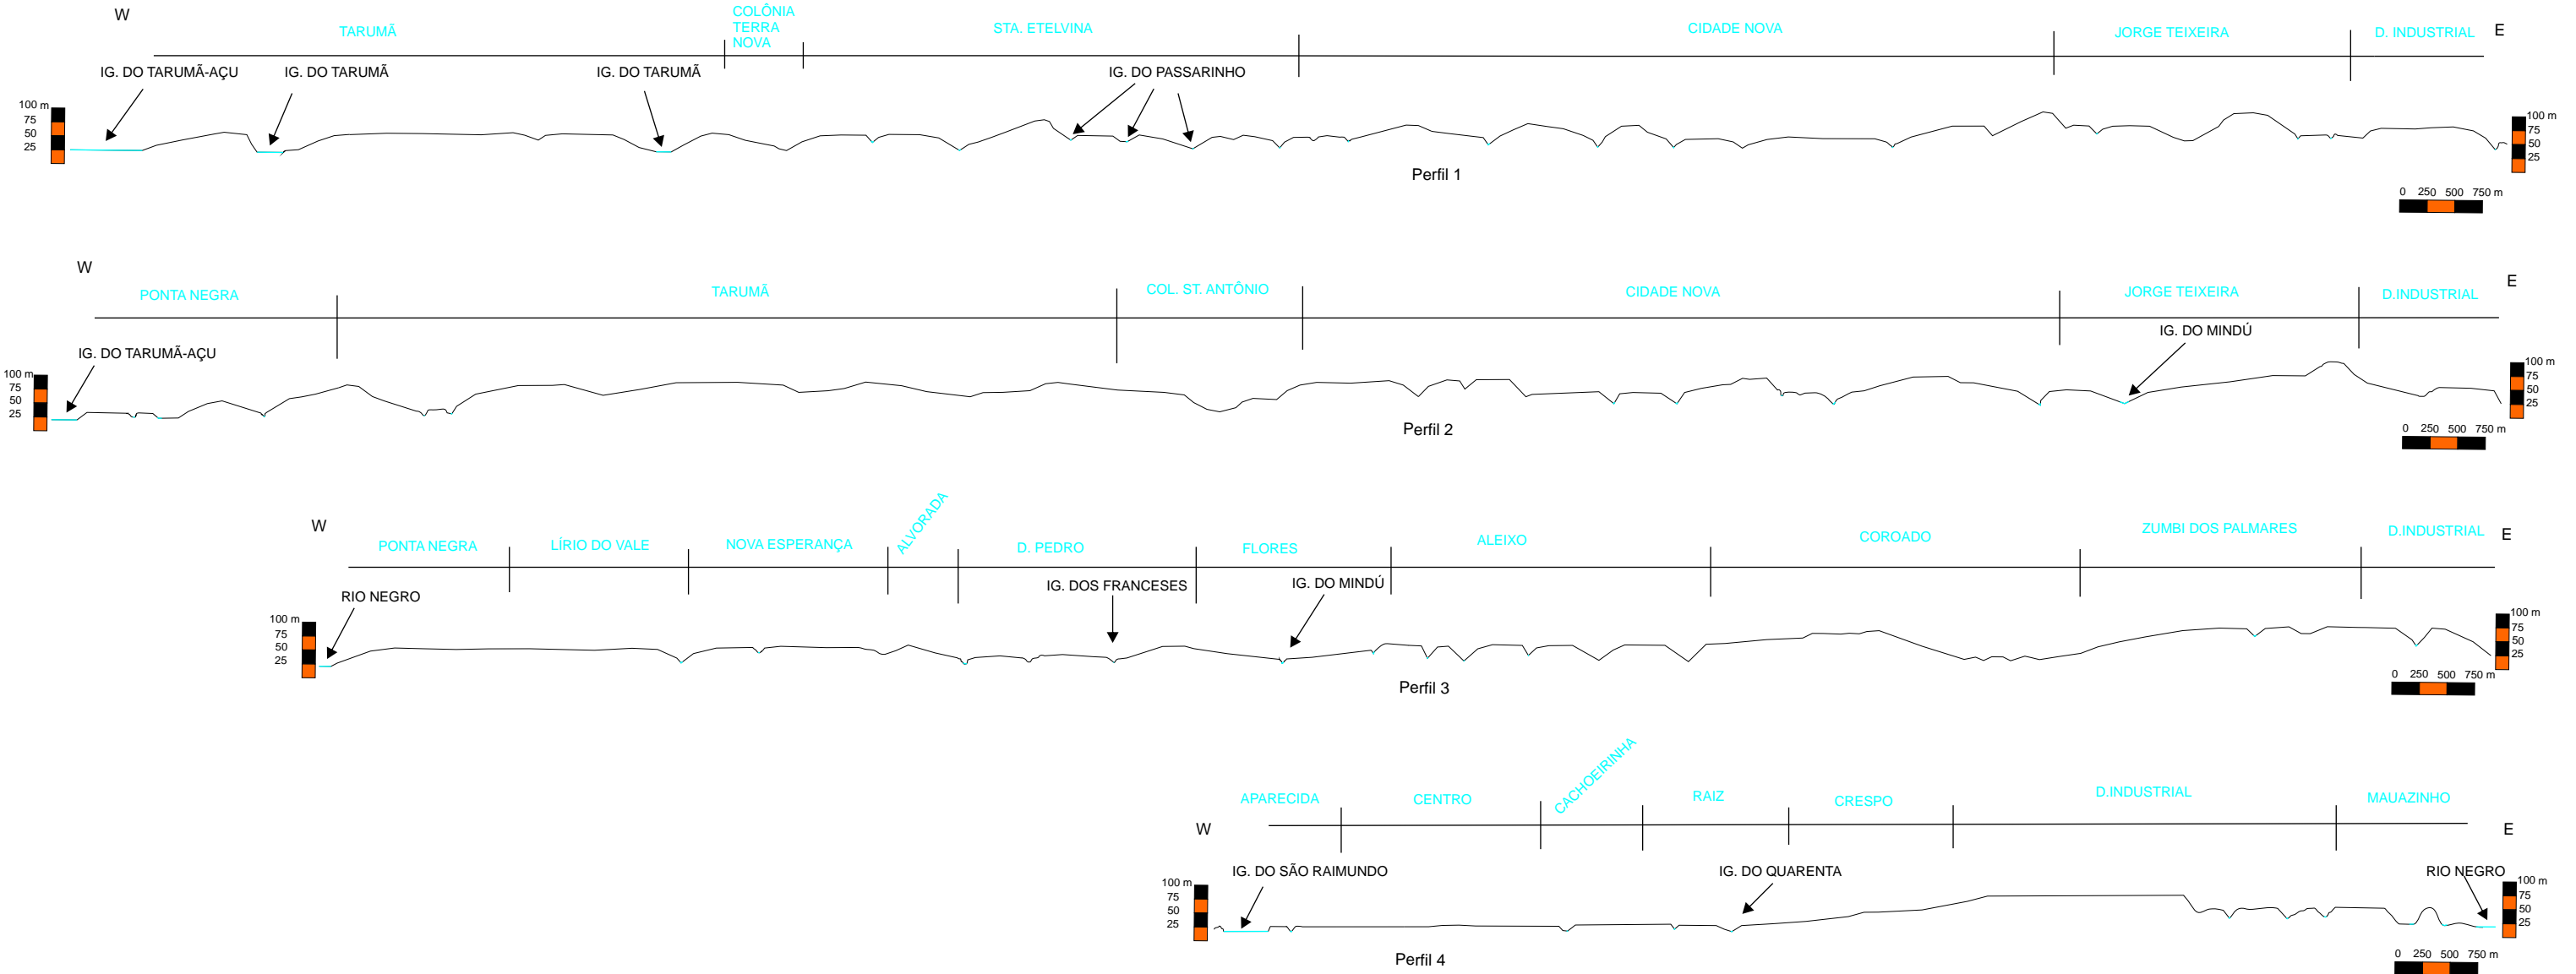 W
TARUMÃ
COLÔNIA
TERRA
NOVA
STA. ETELVINA
CIDADE NOVA
JORGE TEIXEIRA
D. INDUSTRIAL
E
IG. DO TARUMÃ-AÇU
IG. DO TARUMÃ
IG. DO TARUMÃ
IG. DO PASSARINHO
100 m
75
50
25
100 m
75
50
25
Perfil 1
0 250 500 750 m
W
PONTA NEGRA
TARUMÃ
COL. ST. ANTÔNIO
CIDADE NOVA
JORGE TEIXEIRA
D.INDUSTRIAL
E
IG. DO TARUMÃ-AÇU
IG. DO MINDÚ
100 m
75
50
25
100 m
75
50
25
Perfil 2
0 250 500 750 m
W
PONTA NEGRA
LÍRIO DO VALE
NOVA ESPERANÇA
ALVORADA
D. PEDRO
FLORES
ALEIXO
COROADO
ZUMBI DOS PALMARES
D.INDUSTRIAL
E
RIO NEGRO
IG. DOS FRANCESES
IG. DO MINDÚ
100 m
75
50
25
100 m
75
50
25
Perfil 3
0 250 500 750 m
W
APARECIDA
CENTRO
CACHOEIRINHA
RAIZ
CRESPO
D.INDUSTRIAL
MAUAZINHO
E
IG. DO SÃO RAIMUNDO
IG. DO QUARENTA
RIO NEGRO
100 m
75
50
25
100 m
75
50
25
Perfil 4
0 250 500 750 m